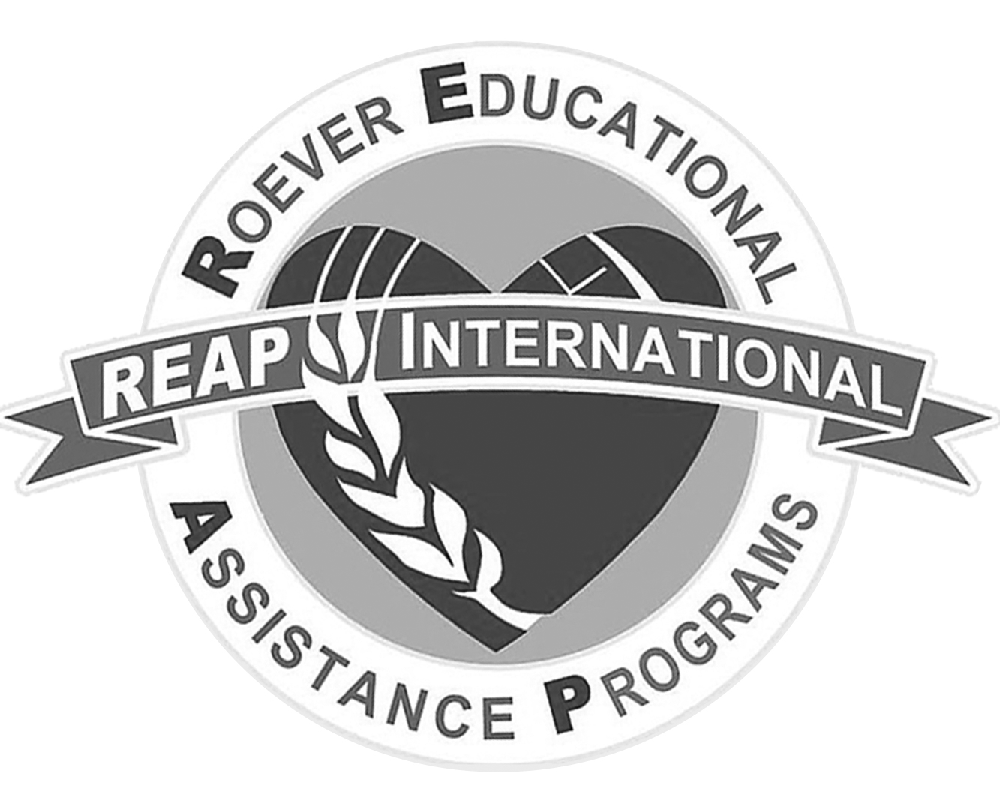 ROEVER EDUCATIONAL
REAP INTERNATIONAL
ASSISTANCE PROGRAMS